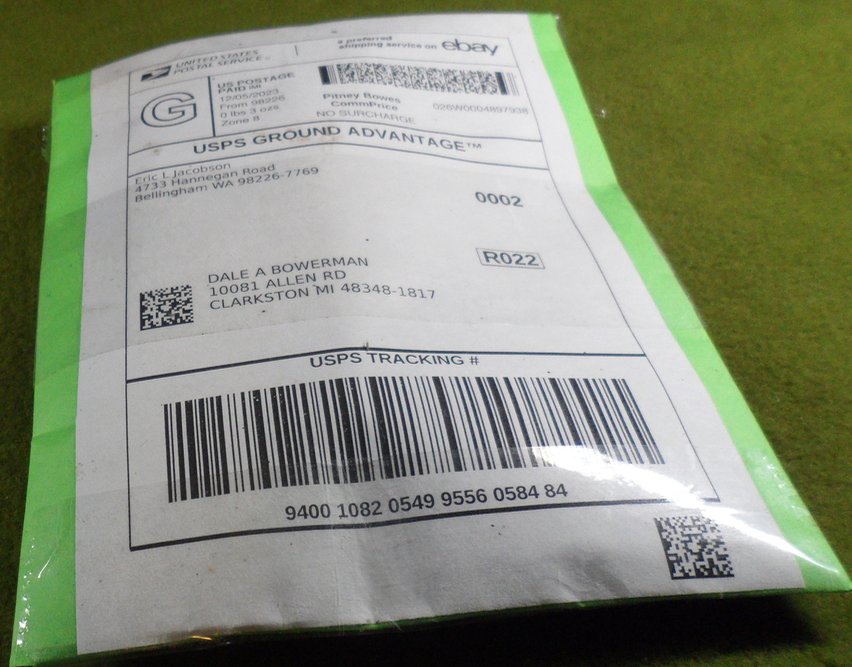 UNITED STATES
POSTAL SERVICE
a preferred
shipping service on ebay
G
US POSTAGE
PAID IMI
12/05/2023
From 98226
0 lbs 3 ozs
Zone 8
Pitney Bowes
CommPrice
NO SURCHARGE
026W0004897938
USPS GROUND ADVANTAGE™
Eric L Jacobson
4733 Hannegan Road
Bellingham WA 98226-7769
0002
R022
DALE A BOWERMAN
10081 ALLEN RD
CLARKSTON MI 48348-1817
USPS TRACKING #
9400 1082 0549 9556 0584 84